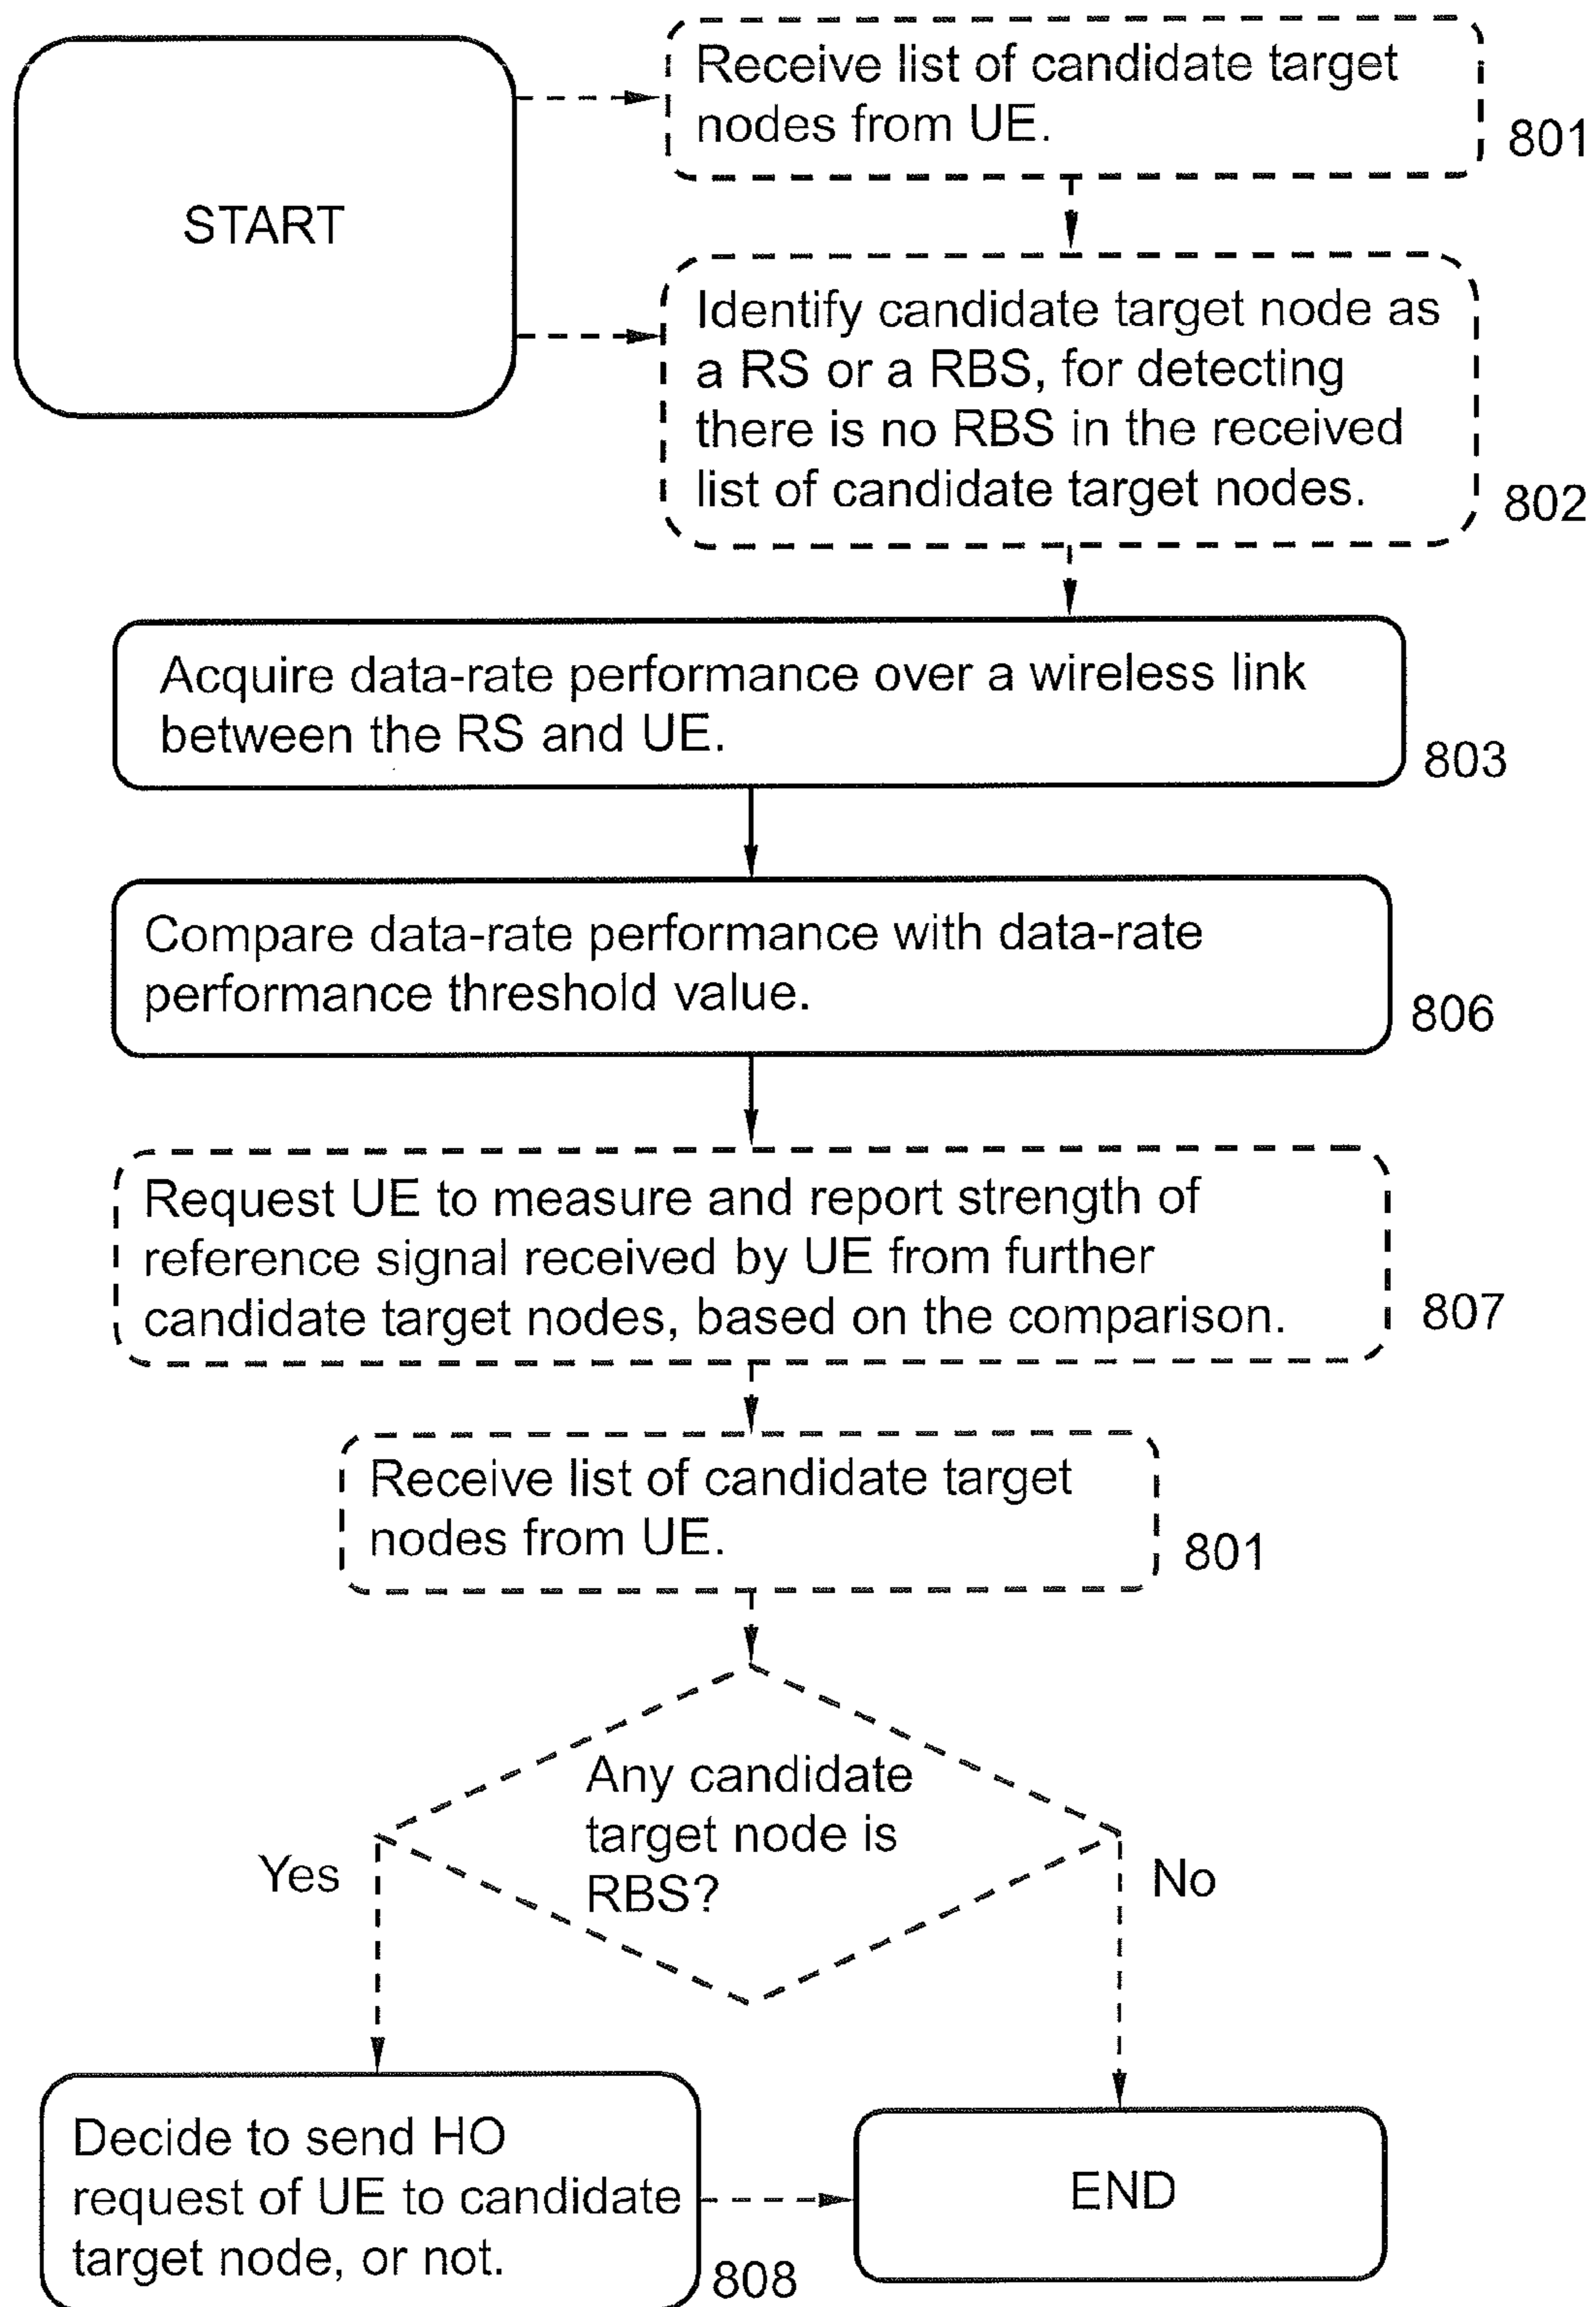 START
Receive list of candidate target
nodes from UE.
801
Identify candidate target node as
a RS or a RBS, for detecting
there is no RBS in the received
list of candidate target nodes.
802
Acquire data-rate performance over a wireless link
between the RS and UE.
803
Compare data-rate performance with data-rate
performance threshold value.
806
Request UE to measure and report strength of
reference signal received by UE from further
candidate target nodes, based on the comparison.
807
Receive list of candidate target
nodes from UE.
801
Any candidate
target node is
RBS?
Yes
No
Decide to send HO
request of UE to candidate
target node, or not.
808
END